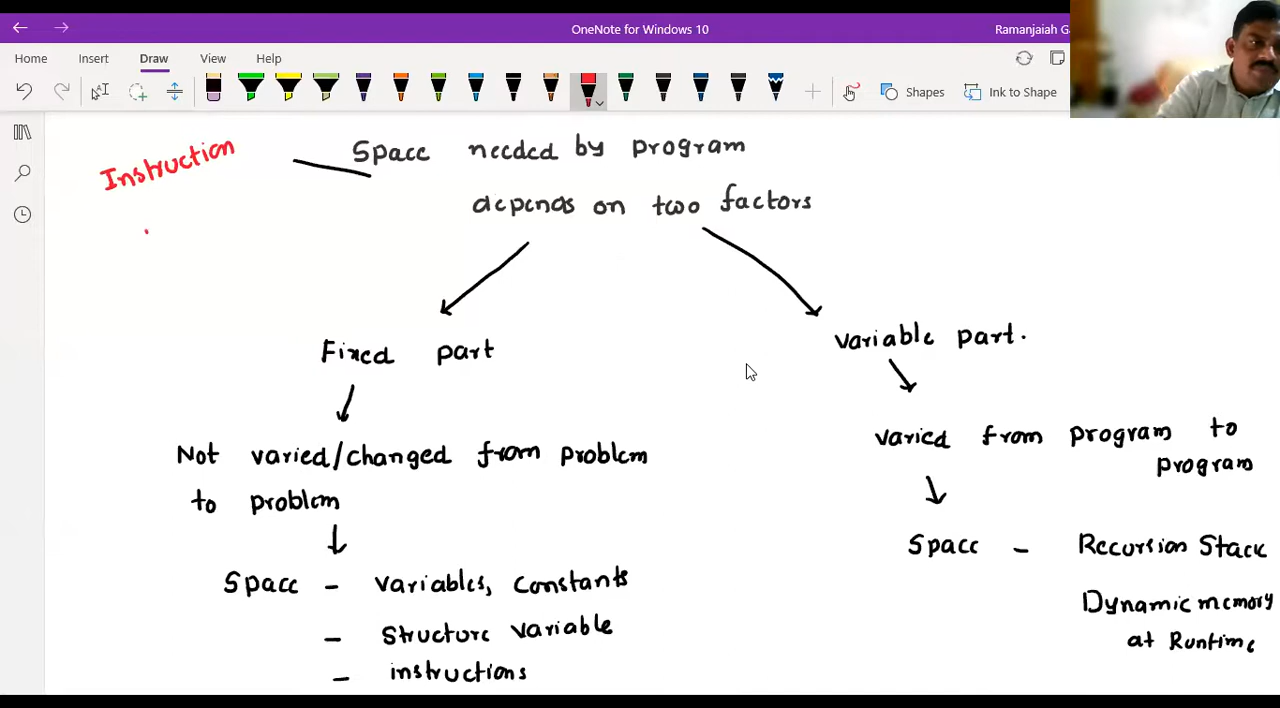 OneNote for Windows 10
Ramanjaiah G
Home
Insert
Draw
View
Help
Shapes
Ink to Shape
Instruction
Space needed by program
depends on two factors
Fixed part
variable part.
Not varied/changed from problem
to problem
varied from program to
program
Space - variables, constants
- Structure variable
- instructions
Space - Recursion Stack
Dynamic memory
at Runtime